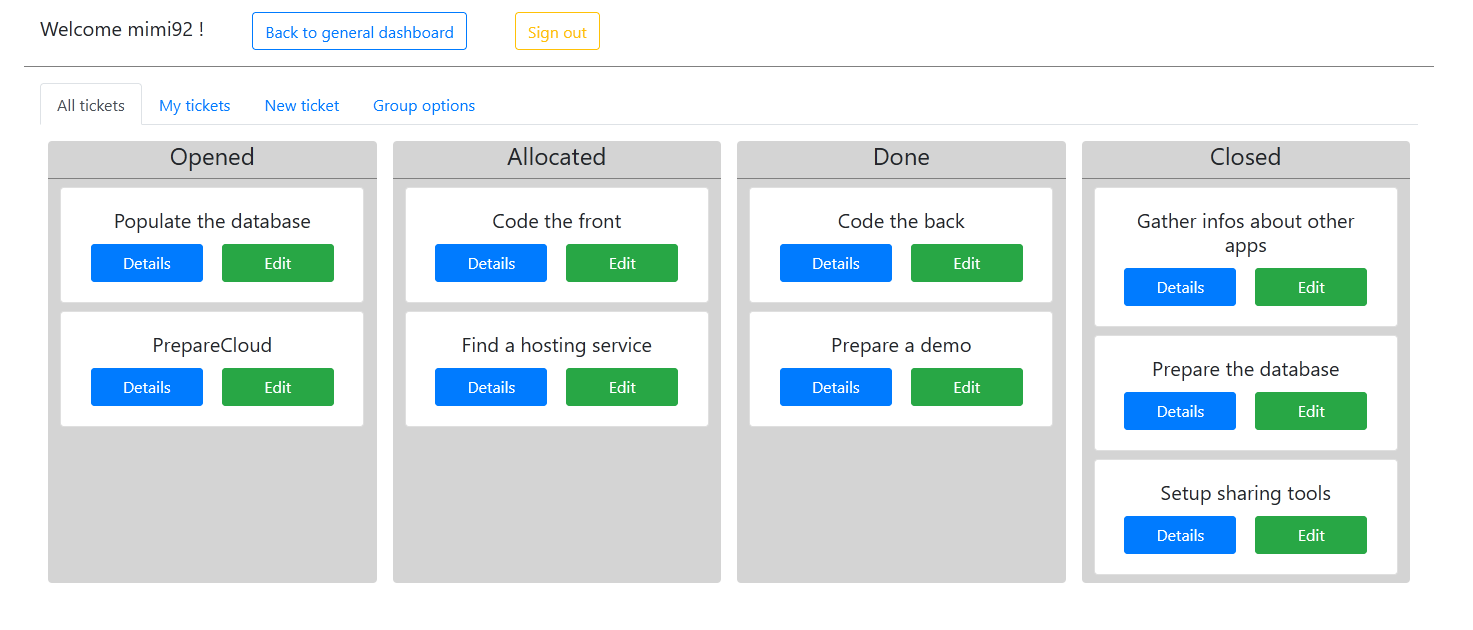 Welcome mimi92 !
Back to general dashboard
Sign out
All tickets
My tickets
New ticket
Group options
Opened
Populate the database
Details
Edit
PrepareCloud
Details
Edit
Allocated
Code the front
Details
Edit
Find a hosting service
Details
Edit
Done
Code the back
Details
Edit
Prepare a demo
Details
Edit
Closed
Gather infos about other
apps
Details
Edit
Prepare the database
Details
Edit
Setup sharing tools
Details
Edit